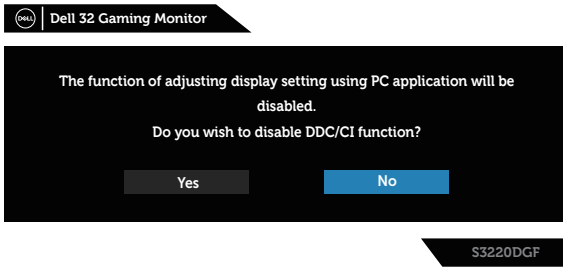 DELL Dell 32 Gaming Monitor
The function of adjusting display setting using PC application will be
disabled.
Do you wish to disable DDC/CI function?
Yes No
S3220DGF